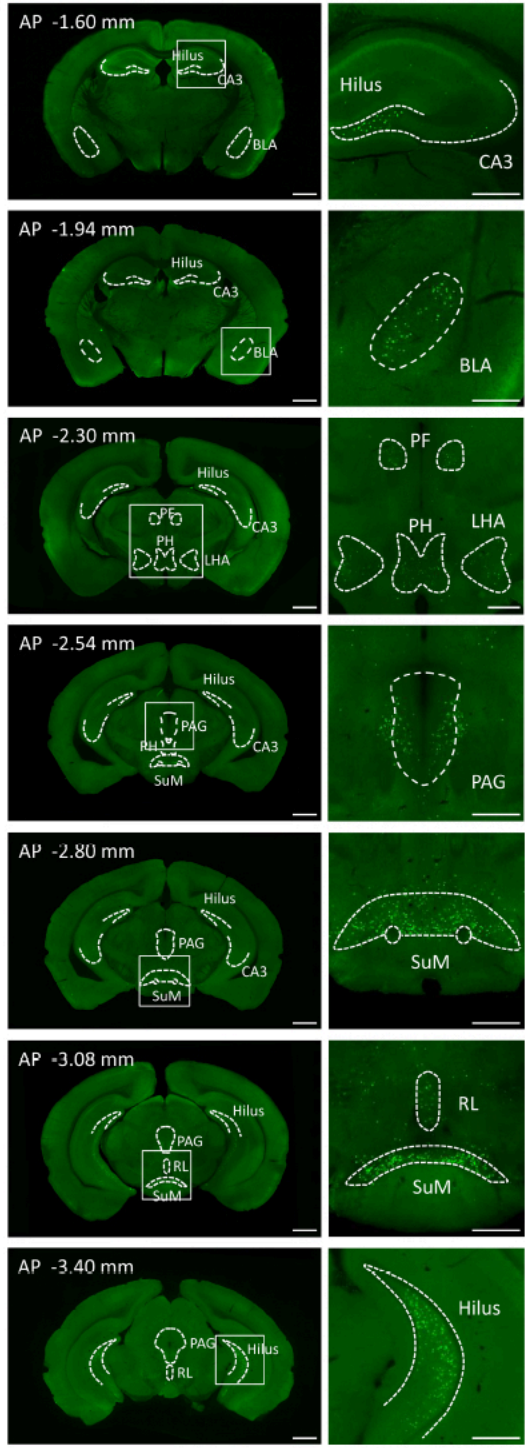 AP -1.60 mm
Hilus
CA3
BLA
Hilus
CA3
AP -1.94 mm
Hilus
CA3
BLA
BLA
AP -2.30 mm
Hilus
PF
CA3
PH
LHA
PF
PH
LHA
AP -2.54 mm
Hilus
PAG
PH
CA3
SuM
PAG
AP -2.80 mm
Hilus
PAG
CA3
SuM
SuM
AP -3.08 mm
Hilus
PAG
RL
SuM
RL
SuM
AP -3.40 mm
PAG
Hilus
RL
Hilus